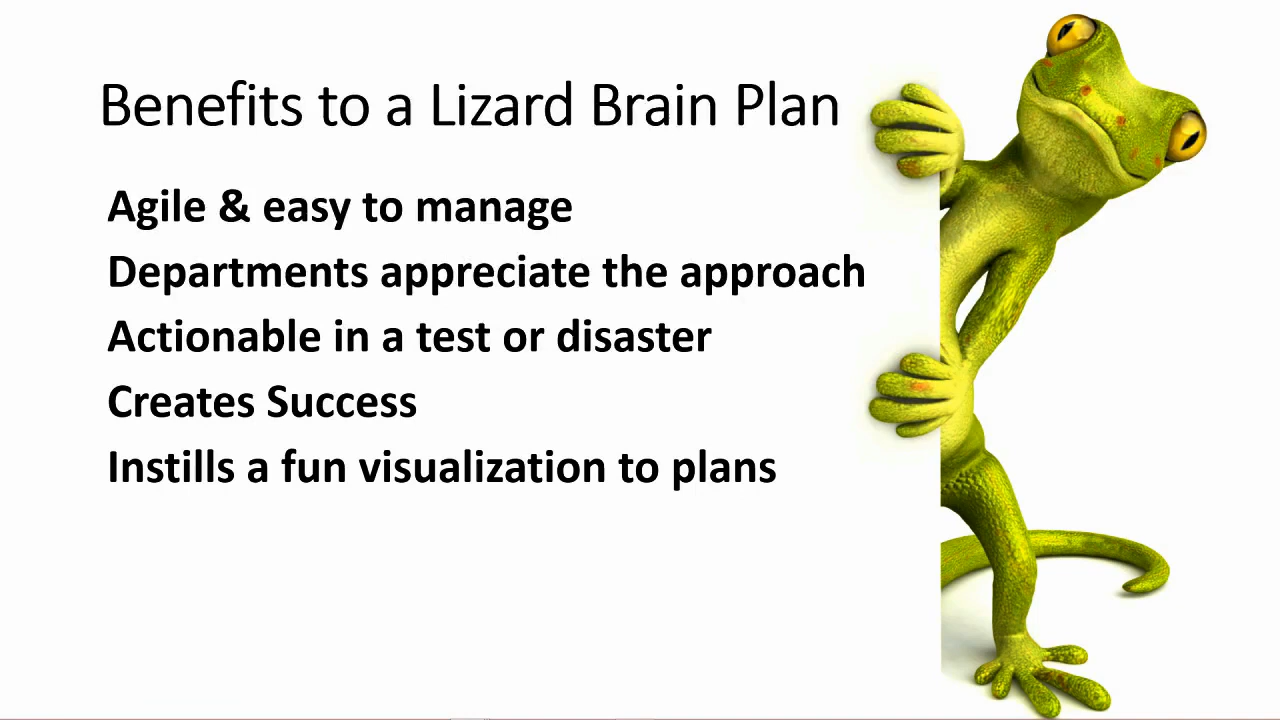 Benefits to a Lizard Brain Plan
Agile & easy to manage
Departments appreciate the approach
Actionable in a test or disaster
Creates Success
Instills a fun visualization to plans